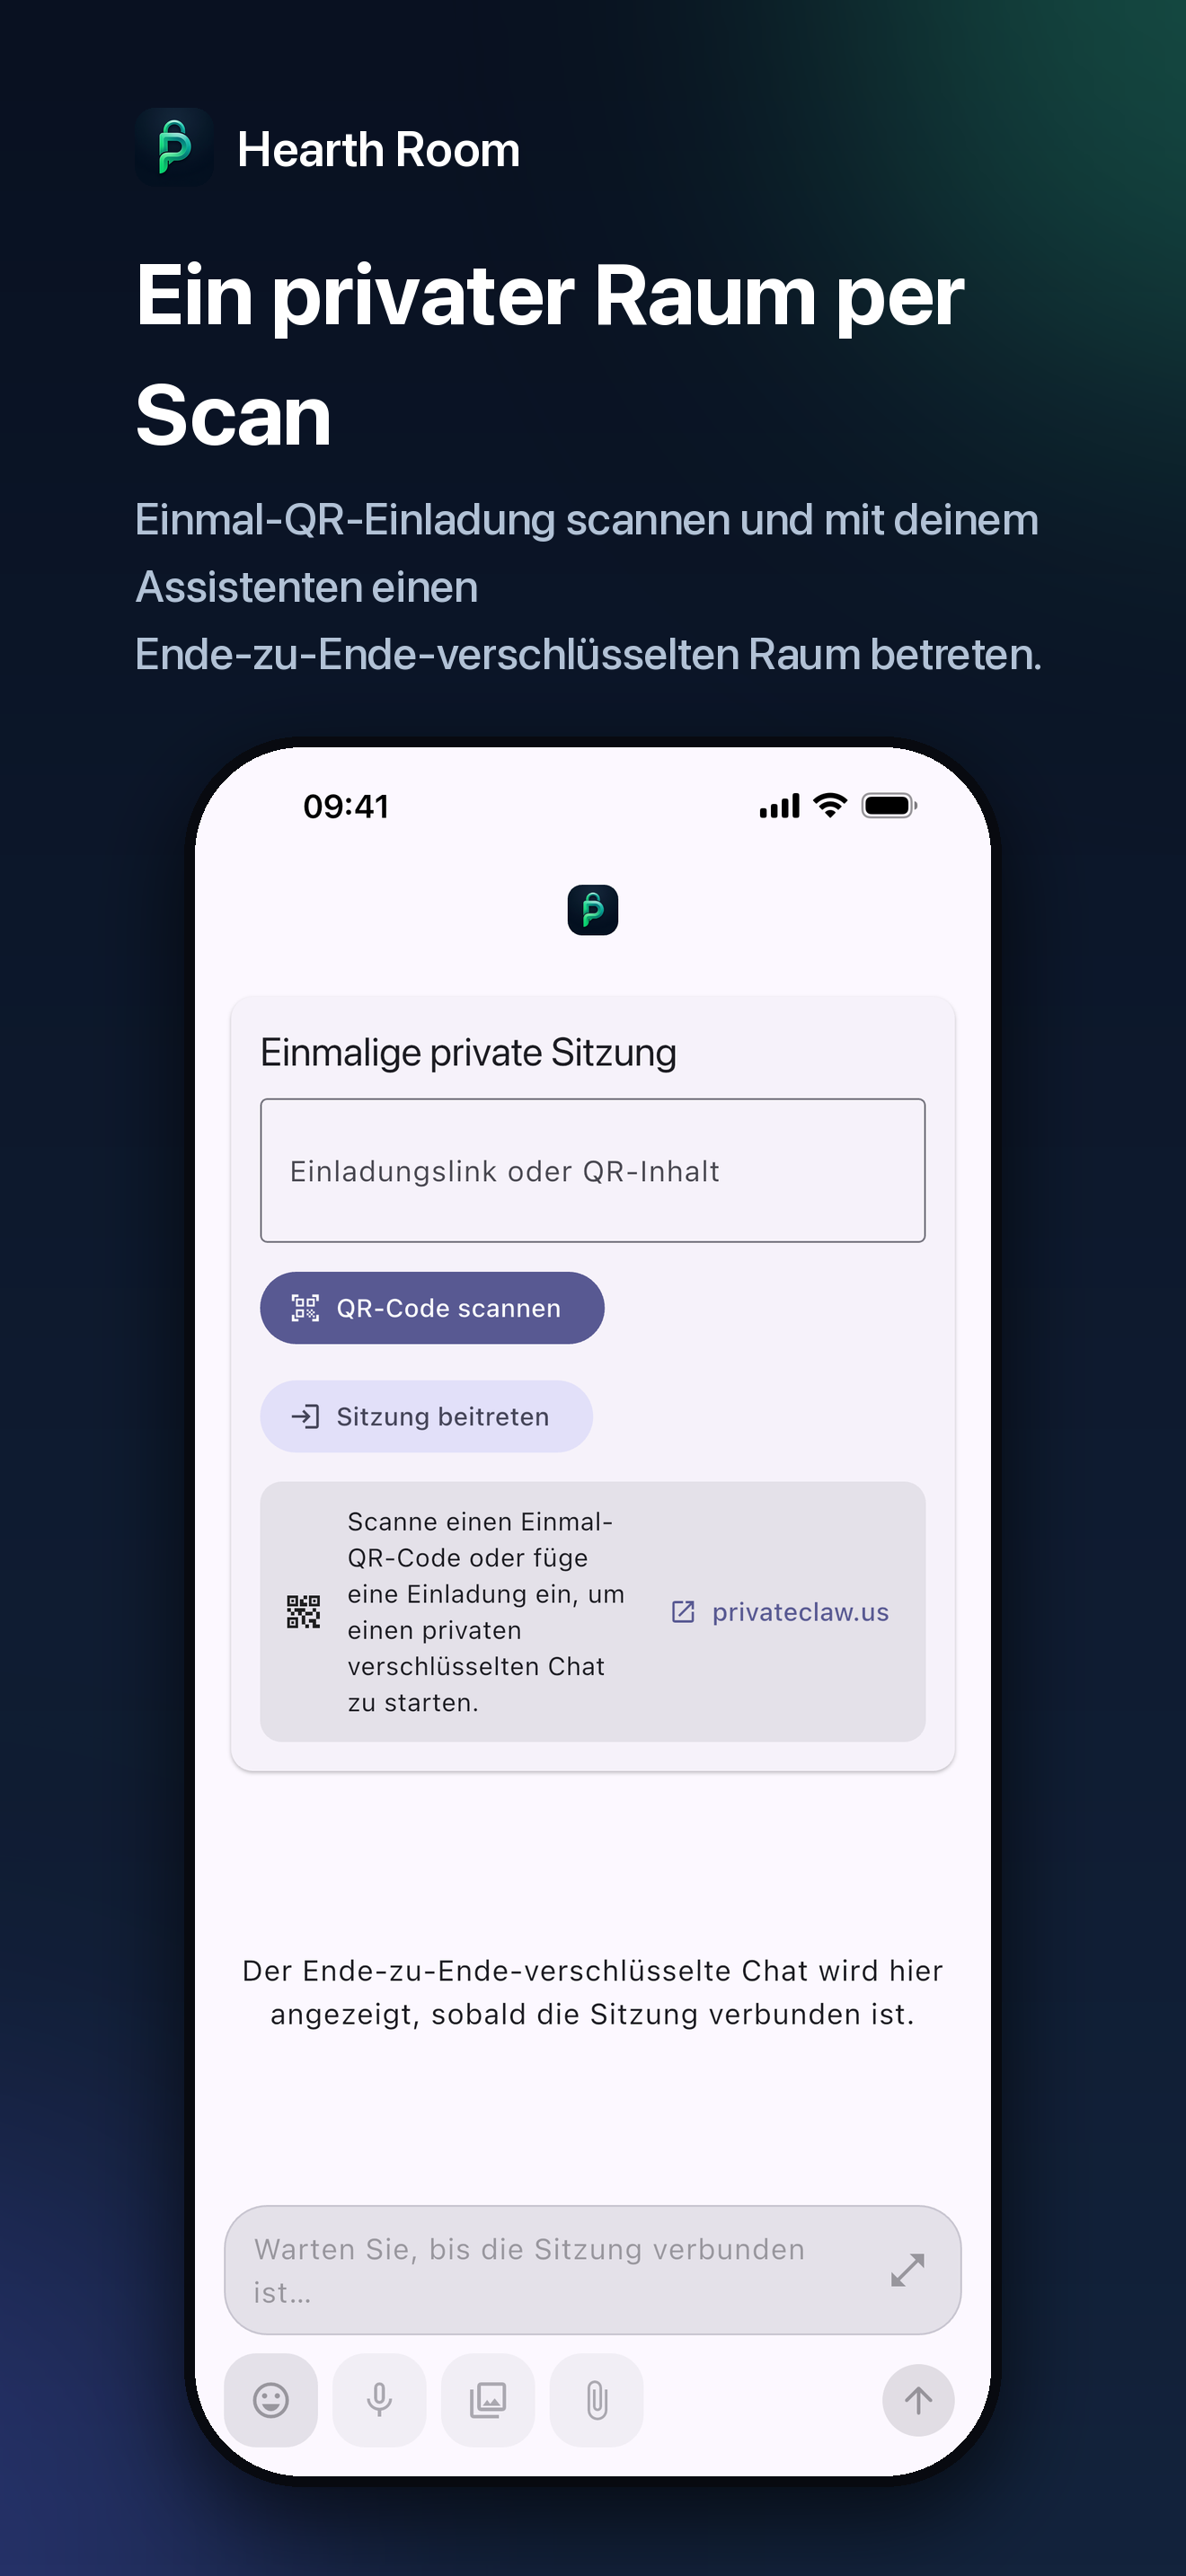 Hearth Room
Ein privater Raum per
Scan
Einmal-QR-Einladung scannen und mit deinem
Assistenten einen
Ende-zu-Ende-verschlüsselten Raum betreten.
09:41
Einmalige private Sitzung
Einladungslink oder QR-Inhalt
QR-Code scannen
Sitzung beitreten
Scanne einen Einmal-
QR-Code oder füge
eine Einladung ein, um
einen privaten
verschlüsselten Chat
zu starten.
privateclaw.us
Der Ende-zu-Ende-verschlüsselte Chat wird hier
angezeigt, sobald die Sitzung verbunden ist.
Warten Sie, bis die Sitzung verbunden
ist...